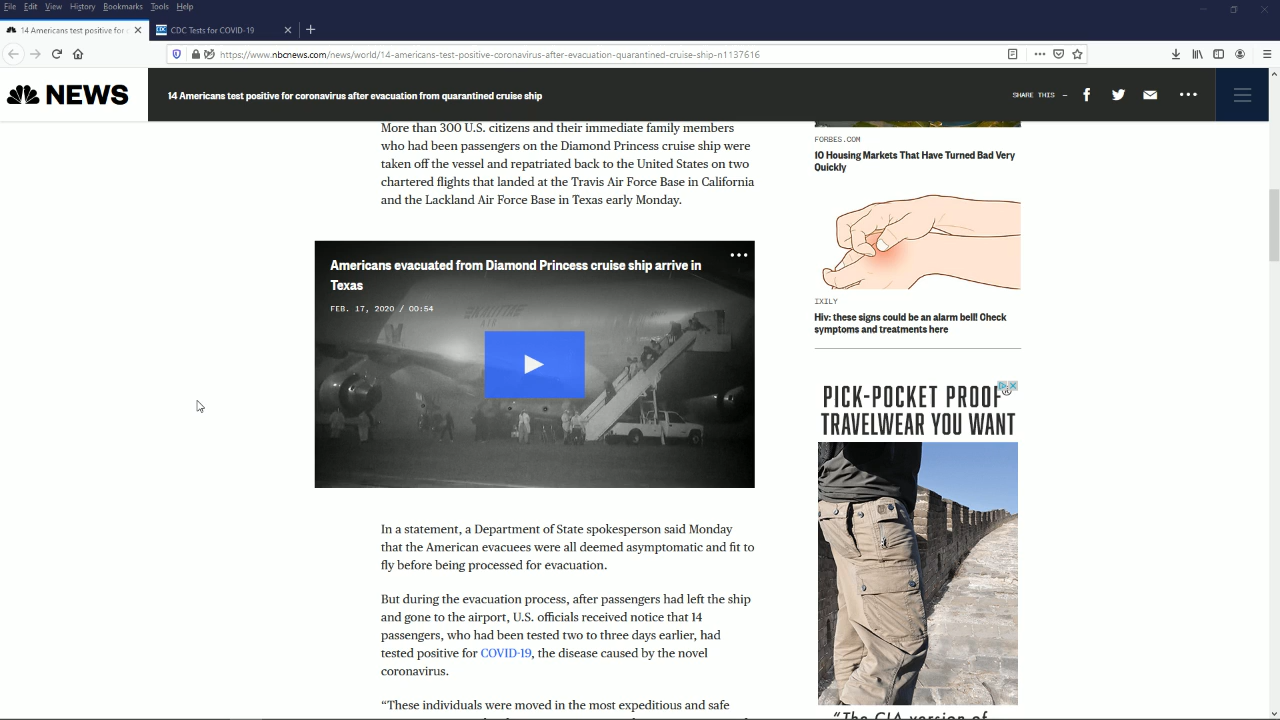 File Edit View History Bookmarks Tools Help
14 Americans test positive for c
CDC Tests for COVID-19
https://www.nbcnews.com/news/world/14-americans-test-positive-coronavirus-after-evacuation-quarantined-cruise-ship-n1137616
NEWS
14 Americans test positive for coronavirus after evacuation from quarantined cruise ship
SHARE THIS —
More than 300 U.S. citizens and their immediate family members
who had been passengers on the Diamond Princess cruise ship were
taken off the vessel and repatriated back to the United States on two
chartered flights that landed at the Travis Air Force Base in California
and the Lackland Air Force Base in Texas early Monday.
Americans evacuated from Diamond Princess cruise ship arrive in
Texas
FEB. 17, 2020 / 00:54
In a statement, a Department of State spokesperson said Monday
that the American evacuees were all deemed asymptomatic and fit to
fly before being processed for evacuation.
But during the evacuation process, after passengers had left the ship
and gone to the airport, U.S. officials received notice that 14
passengers, who had been tested two to three days earlier, had
tested positive for COVID-19, the disease caused by the novel
coronavirus.
“These individuals were moved in the most expeditious and safe
FORBES.COM
10 Housing Markets That Have Turned Bad Very
Quickly
IXILY
Hiv: these signs could be an alarm bell! Check
symptoms and treatments here
PICK-POCKET PROOF
TRAVELWEAR YOU WANT
“The CIA version of